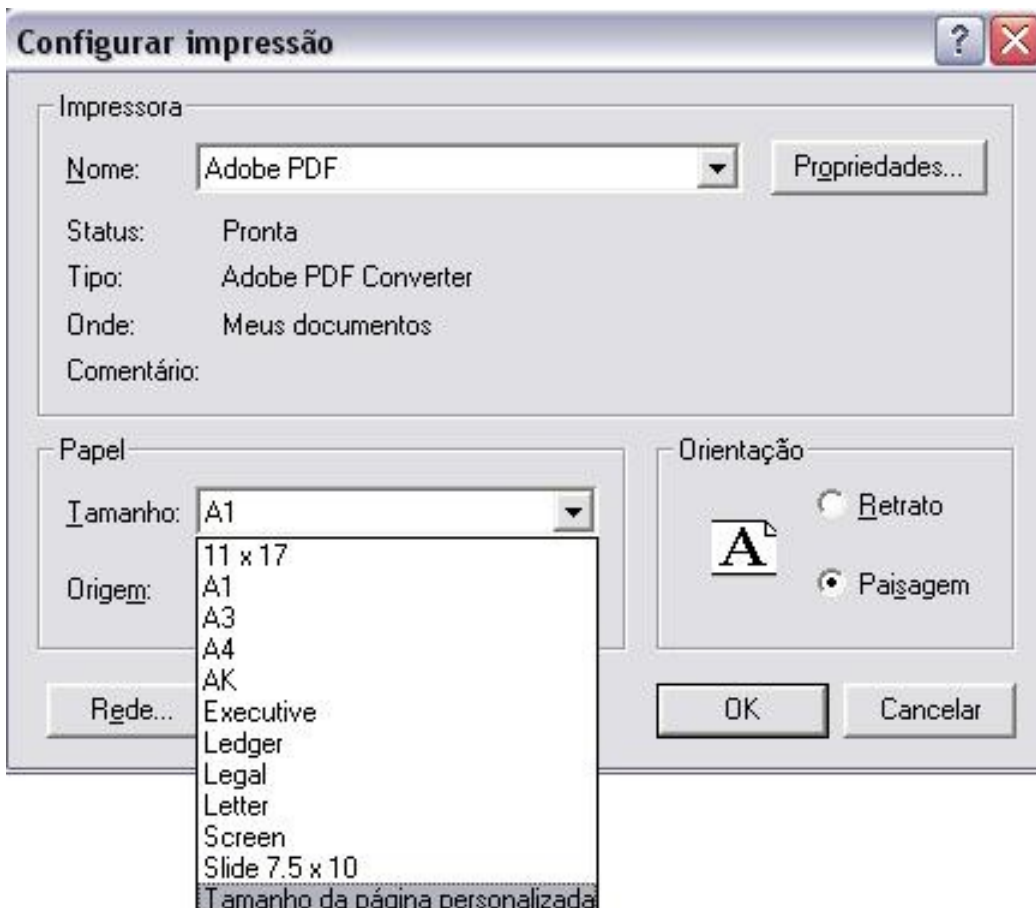 Configurar impressão
Impressora
Nome: Adobe PDF Propriedades...
Status: Pronta
Tipo: Adobe PDF Converter
Onde: Meus documentos
Comentário:
Papel
Tamanho: A1
11 x 17
A1
A3
A4
AK
Executive
Ledger
Legal
Letter
Screen
Slide 7.5 x 10
Tamanho da página personalizada
Origem:
Orientação
A
Retrato
Paisagem
Rede... OK Cancelar